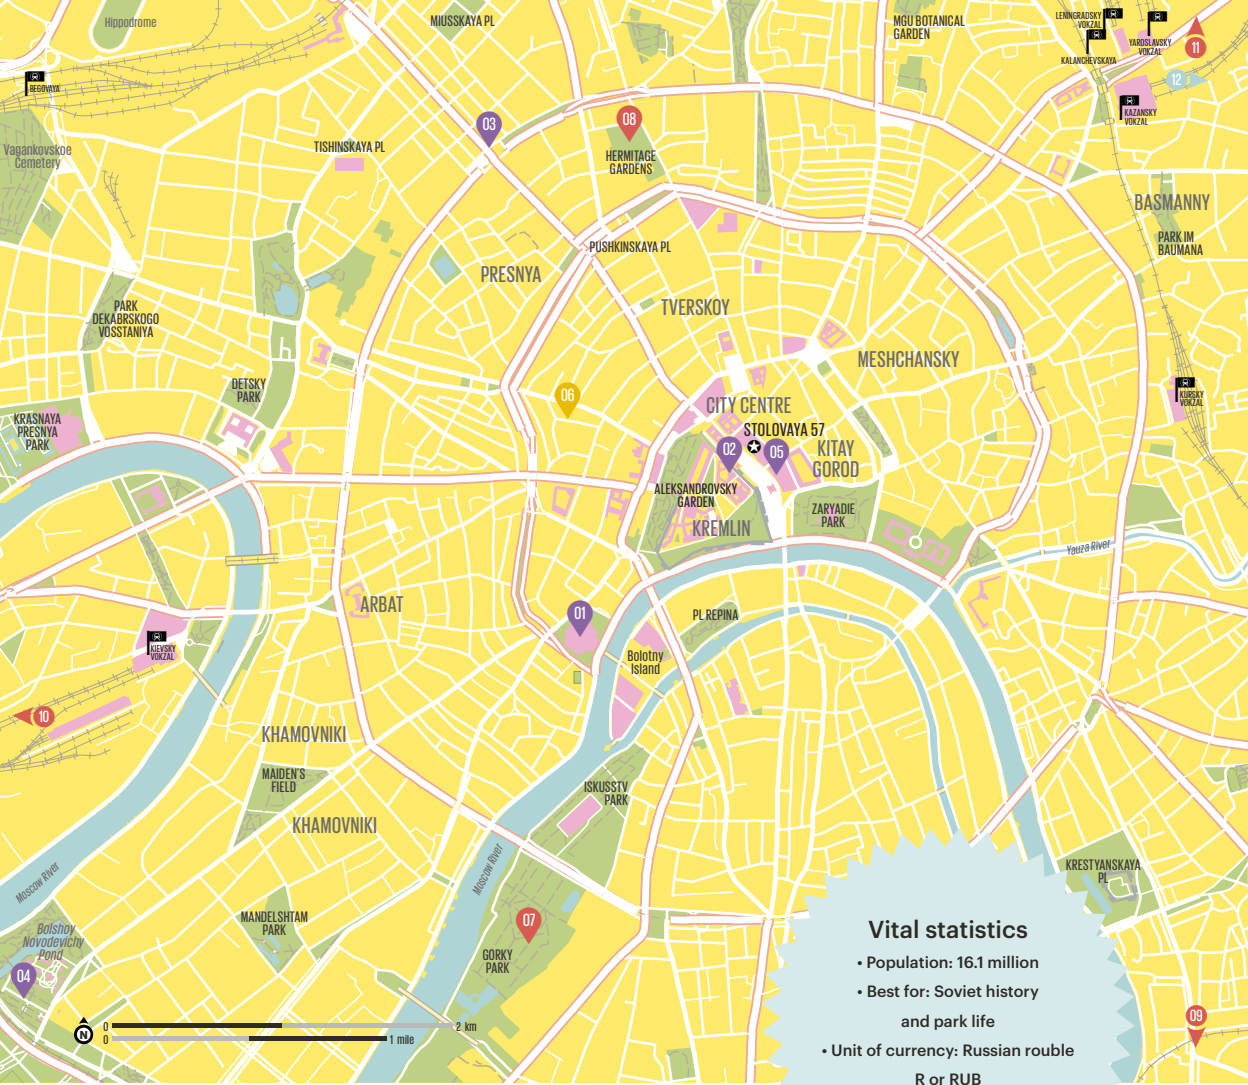 Hippodrome
MIUSSKAYA PL
MGU BOTANICAL
GARDEN
LENINGRADSKY
VOKZAL
KALANCHEVSKAYA
YAROSLAVSKY
VOKZAL
11
12
BEGOVAYA
KAZANSKY
VOKZAL
03
08
Vagankovskoe
Cemetery
TISHINSKAYA PL
HERMITAGE
GARDENS
BASMANNY
PARK IM
BAUMANA
PUSHKINSKAYA PL
PRESNYA
TVERSKOY
PARK
DEKABRSKOGO
VOSSTANIYA
MESHCHANSKY
DETSKY
PARK
06
KURSKY
VOKZAL
CITY CENTRE
KRASNAYA
PRESNYA
PARK
STOLOVAYA 57
02
05
KITAY
GOROD
ALEKSANDROVSKY
GARDEN
KREMLIN
ZARYADIE
PARK
Yauza River
ARBAT
01
PL REPINA
KIEVSKY
VOKZAL
Bolotny
Island
10
KHAMOVNIKI
MAIDEN'S
FIELD
ISKUSSTV
PARK
KHAMOVNIKI
Moscow River
Moscow River
KRESTYANSKAYA
PL
MANDELSHTAM
PARK
07
Bolshoy
Novodevichy
Pond
GORKY
PARK
04
09
N
0
2 km
0
1 mile
Vital statistics
• Population: 16.1 million
• Best for: Soviet history
and park life
• Unit of currency: Russian rouble
R or RUB